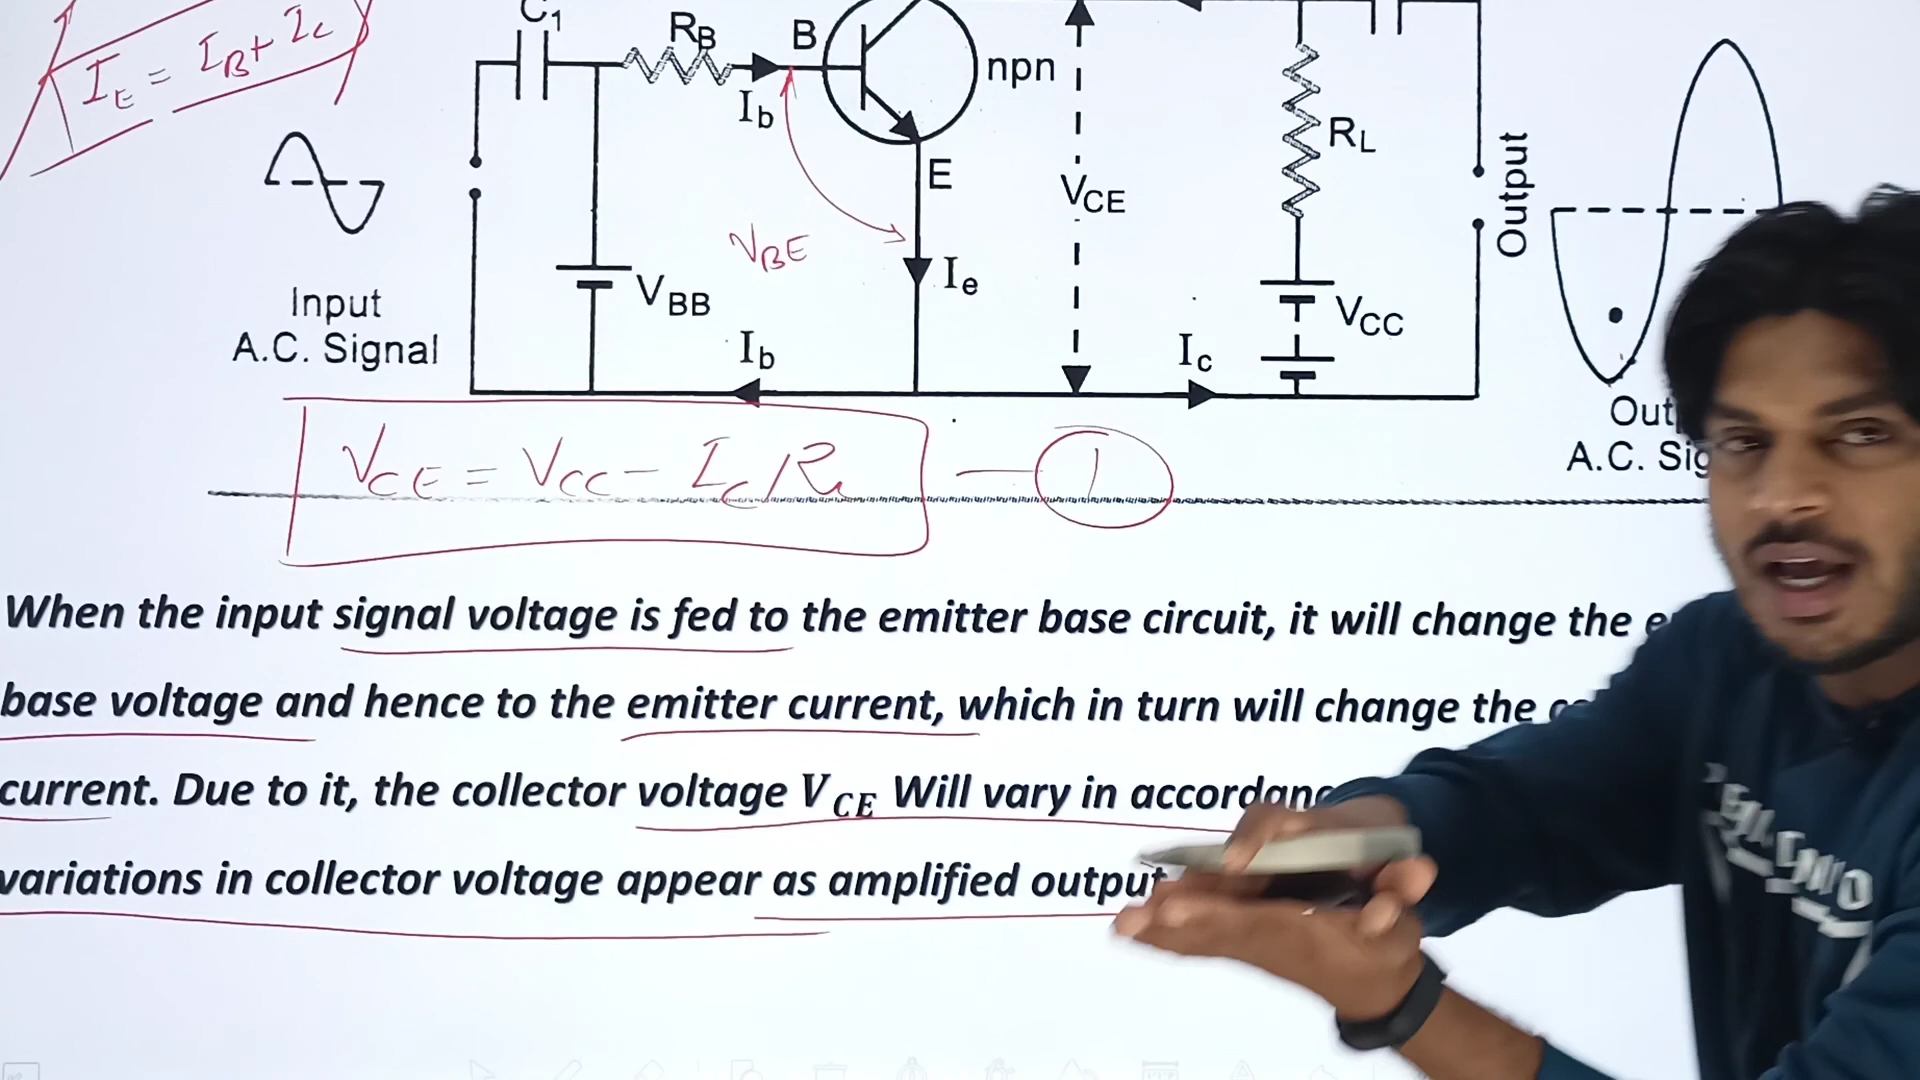 C1
I_E = I_B + I_C
R_B
B
npn
I_b
R_L
E
V_CE
Output
V_BE
I_e
V_BB
V_CC
Input
A.C. Signal
I_b
I_c
Out
A.C. Sig
V_CE = V_CC - I_C R_L — 1
When the input signal voltage is fed to the emitter base circuit, it will change the
base voltage and hence to the emitter current, which in turn will change the
current. Due to it, the collector voltage V_CE Will vary in
variations in collector voltage appear as amplified output